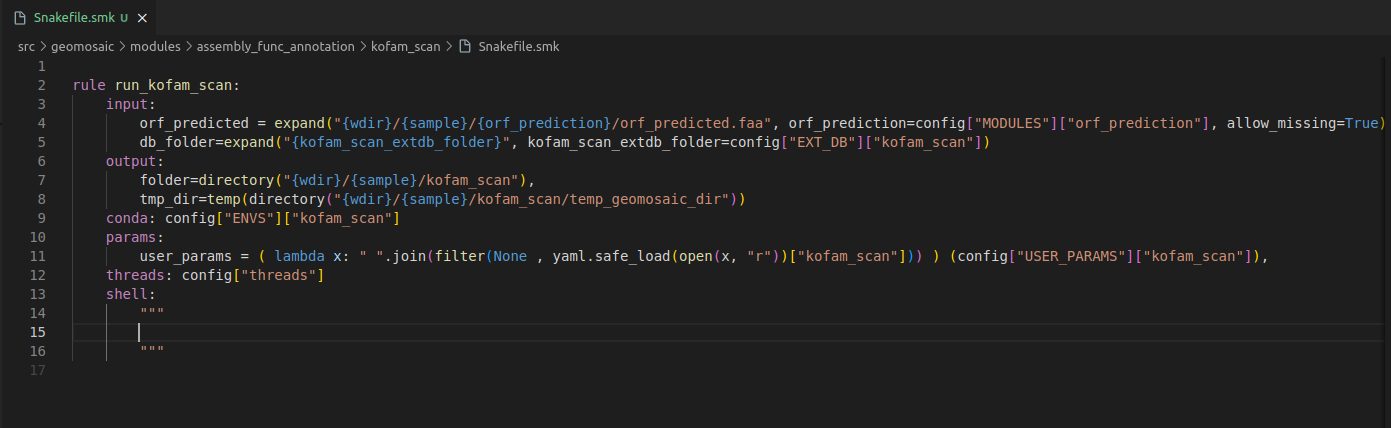 Snakefile.smk U ×
src > geomosaic > modules > assembly_func_annotation > kofam_scan > Snakefile.smk
1
2 rule run_kofam_scan:
3 input:
4 orf_predicted = expand("{wdir}/{sample}/{orf_prediction}/orf_predicted.faa", orf_prediction=config["MODULES"]["orf_prediction"], allow_missing=True)
5 db_folder=expand("{kofam_scan_extdb_folder}", kofam_scan_extdb_folder=config["EXT_DB"]["kofam_scan"])
6 output:
7 folder=directory("{wdir}/{sample}/kofam_scan"),
8 tmp_dir=temp(directory("{wdir}/{sample}/kofam_scan/temp_geomosaic_dir"))
9 conda: config["ENVS"]["kofam_scan"]
10 params:
11 user_params = ( lambda x: " ".join(filter(None , yaml.safe_load(open(x, "r"))["kofam_scan"])) ) (config["USER_PARAMS"]["kofam_scan"]),
12 threads: config["threads"]
13 shell:
14 """
15
16 """
17